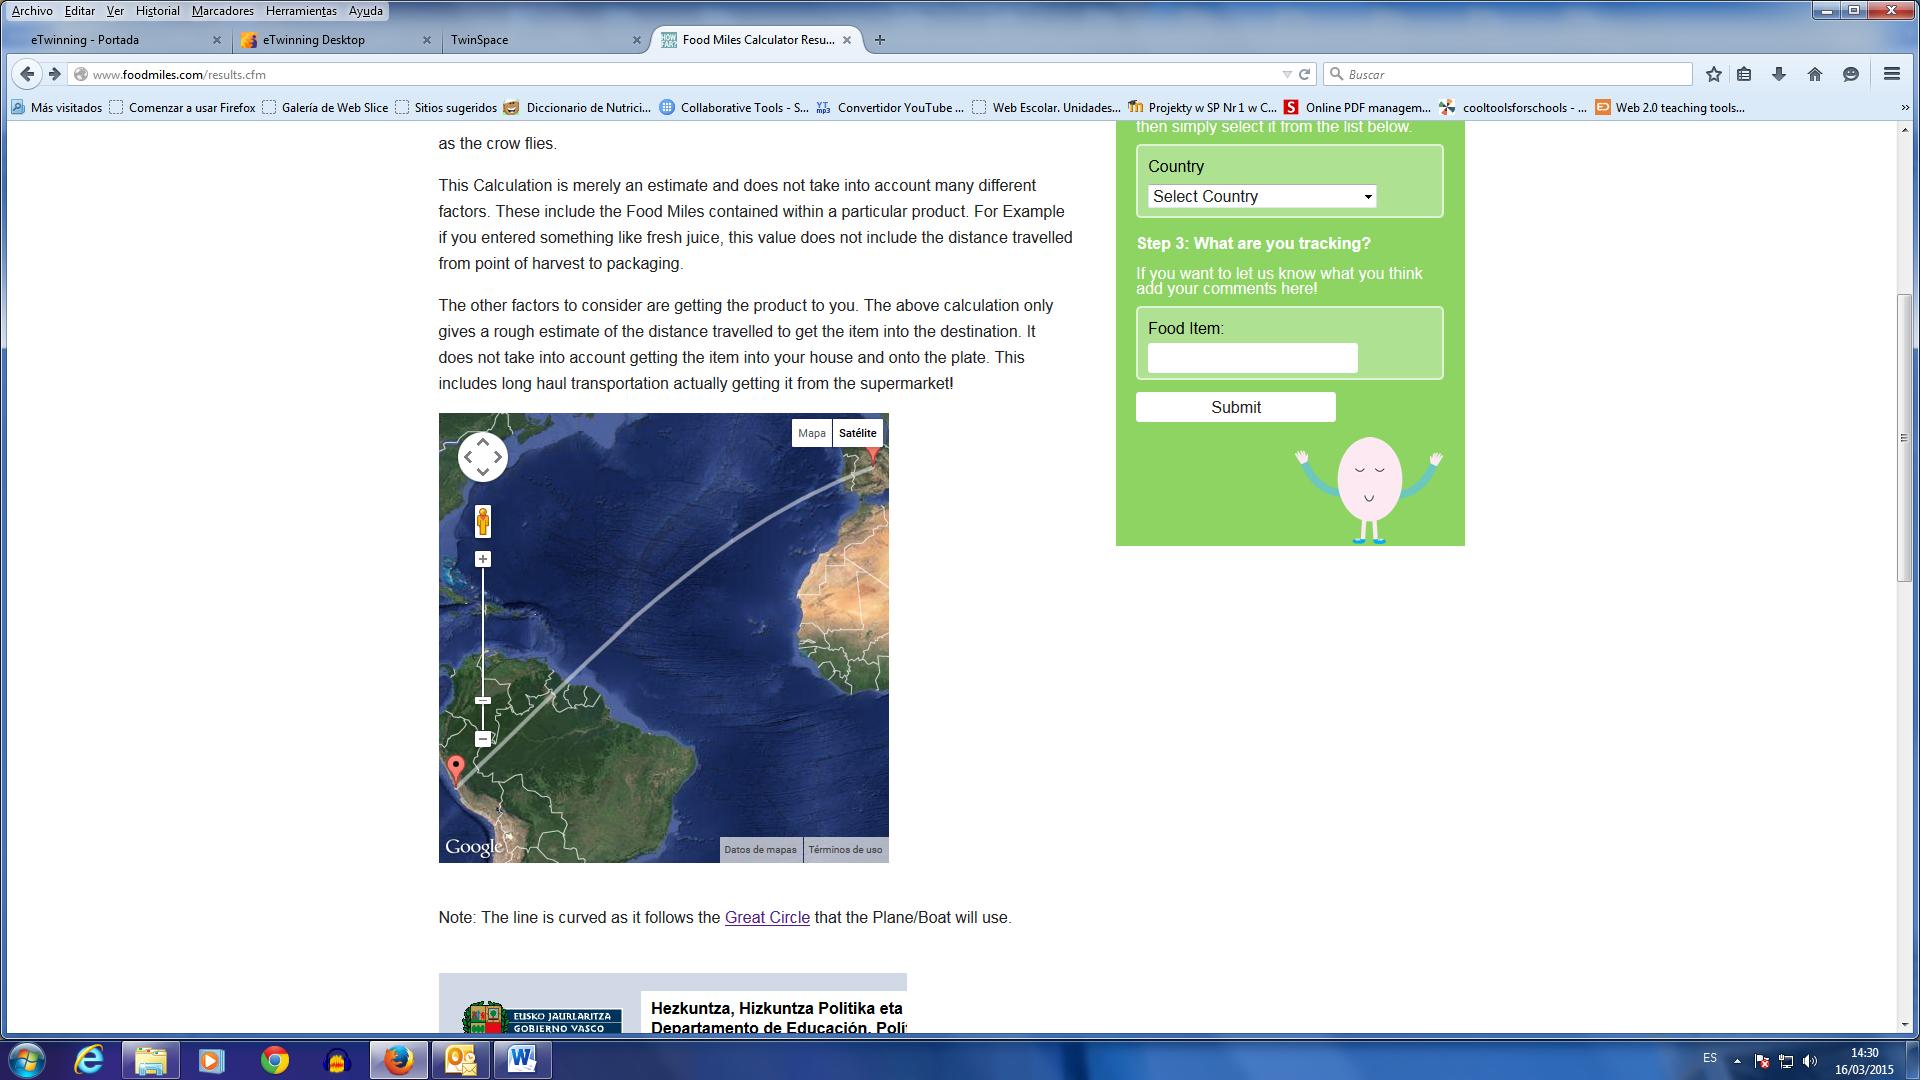 Archivo Editar Ver Historial Marcadores Herramientas Ayuda
eTwinning - Portada
eTwinning Desktop
TwinSpace
HOW FAR?
Food Miles Calculator Resu...
www.foodmiles.com/results.cfm
Buscar
Más visitados
Comenzar a usar Firefox
Galería de Web Slice
Sitios sugeridos
Diccionario de Nutrici...
Collaborative Tools - S...
YT mp3
Convertidor YouTube ...
Web Escolar. Unidades...
Projekty w SP Nr 1 w C...
S
Online PDF managem...
cooltoolsforschools - ...
Web 2.0 teaching tools...
as the crow flies.
This Calculation is merely an estimate and does not take into account many different
factors. These include the Food Miles contained within a particular product. For Example
if you entered something like fresh juice, this value does not include the distance travelled
from point of harvest to packaging.
The other factors to consider are getting the product to you. The above calculation only
gives a rough estimate of the distance travelled to get the item into the destination. It
does not take into account getting the item into your house and onto the plate. This
includes long haul transportation actually getting it from the supermarket!
Mapa
Satélite
Google
Datos de mapas
Términos de uso
Note: The line is curved as it follows the Great Circle that the Plane/Boat will use.
EUSKO JAURLARITZA
GOBIERNO VASCO
Hezkuntza, Hizkuntza Politika eta
Departamento de Educación, Polít
then simply select it from the list below.
Country
Select Country
Step 3: What are you tracking?
If you want to let us know what you think
add your comments here!
Food Item:
Submit
ES
14:30
16/03/2015